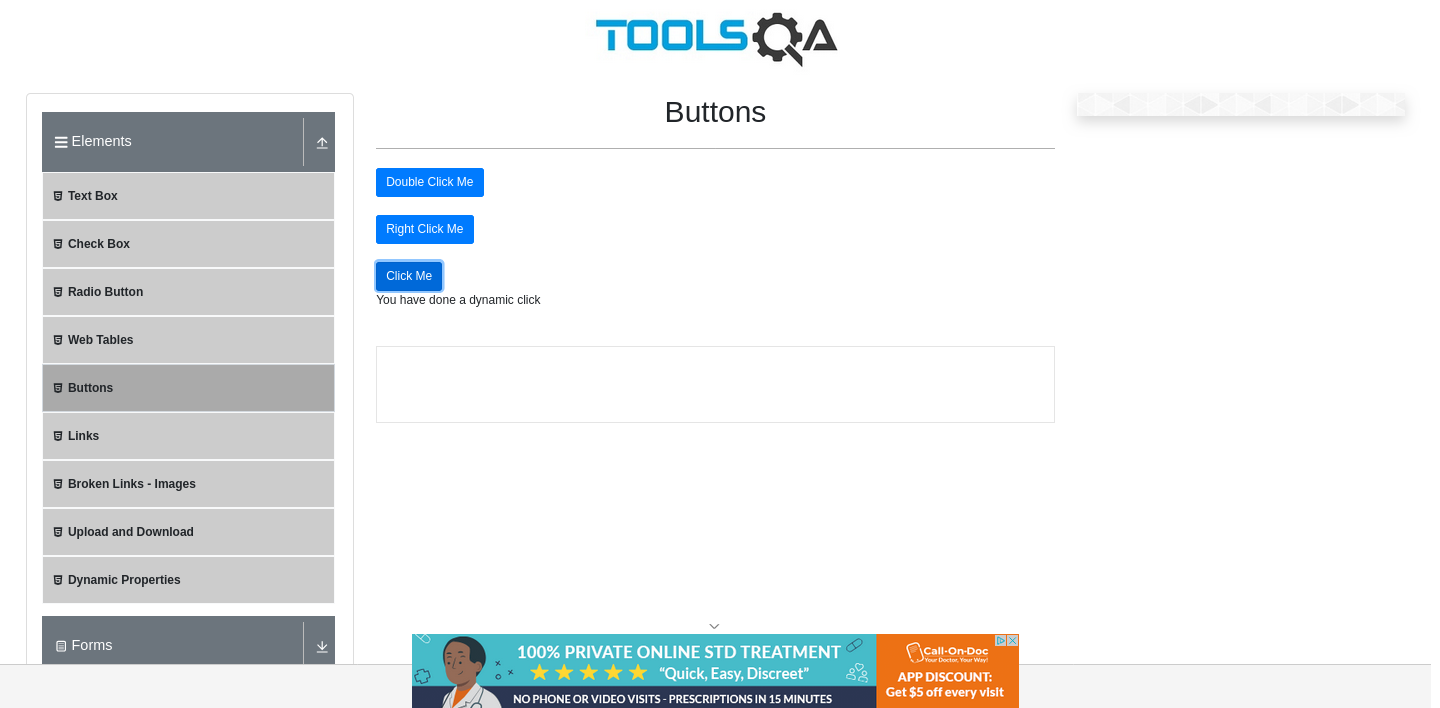 TOOLSQA
Elements
Text Box
Check Box
Radio Button
Web Tables
Buttons
Links
Broken Links - Images
Upload and Download
Dynamic Properties
Forms
Buttons
Double Click Me
Right Click Me
Click Me
You have done a dynamic click
100% PRIVATE ONLINE STD TREATMENT
“Quick, Easy, Discreet”
NO PHONE OR VIDEO VISITS - PRESCRIPTIONS IN 15 MINUTES
Call-On-Doc
Your Doctor, Your Way!
APP DISCOUNT:
Get $5 off every visit